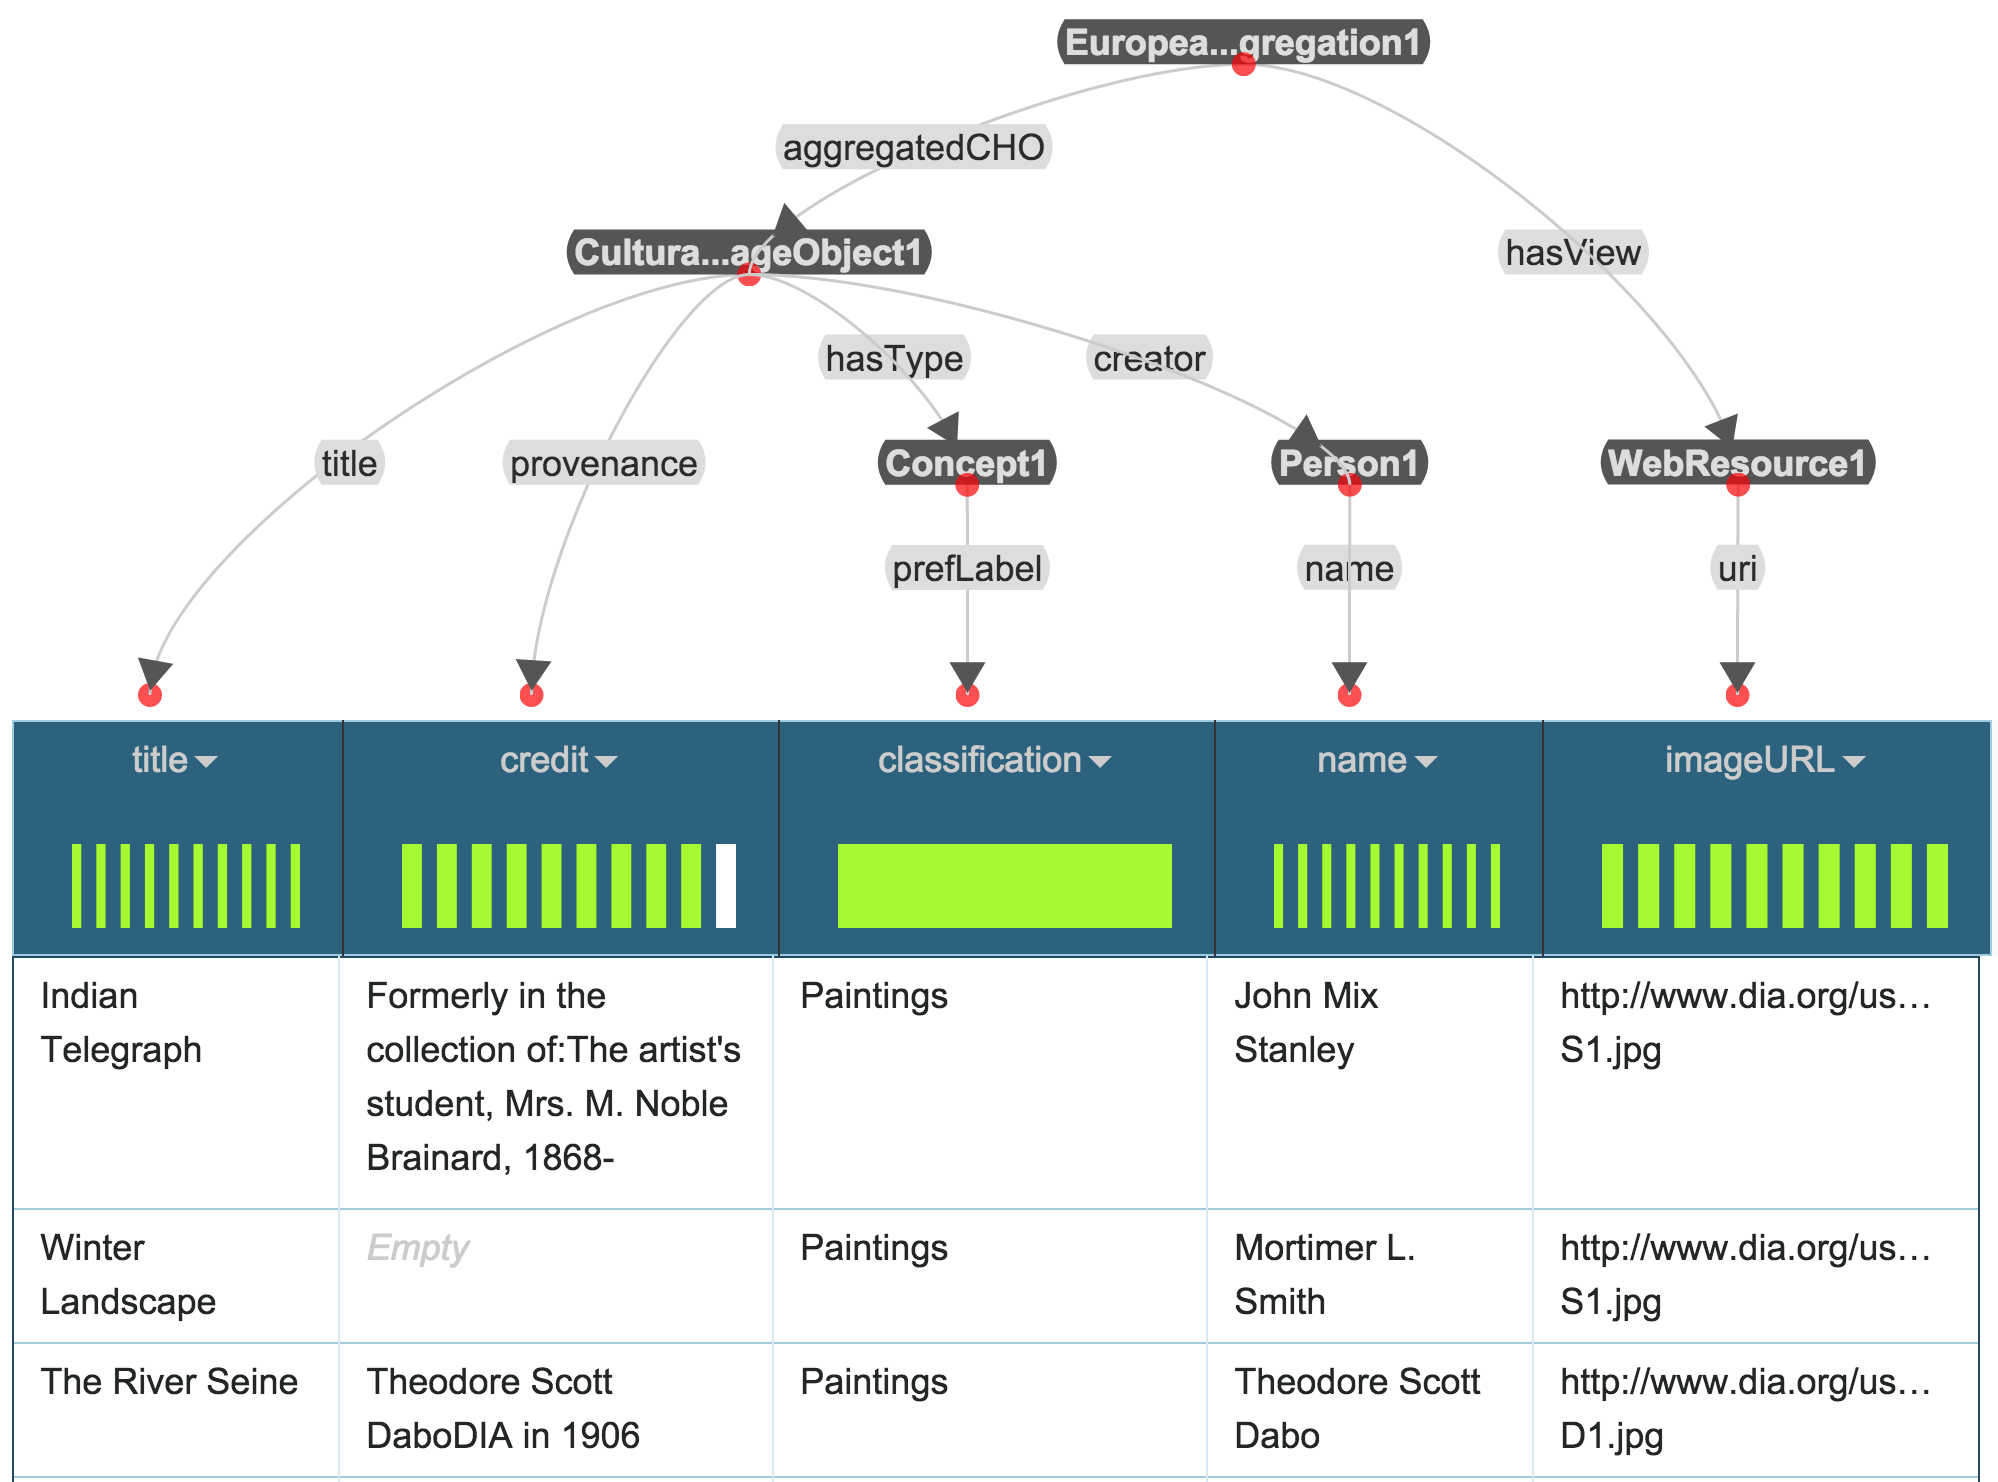 Europea...gregation1
aggregatedCHO
Cultura...ageObject1
hasView
hasType
creator
title
provenance
Concept1
Person1
WebResource1
prefLabel
name
uri
title
credit
classification
name
imageURL
Indian
Telegraph
Formerly in the
collection of:The artist's
student, Mrs. M. Noble
Brainard, 1868-
Paintings
John Mix
Stanley
http://www.dia.org/us…
S1.jpg
Winter
Landscape
Empty
Paintings
Mortimer L.
Smith
http://www.dia.org/us…
S1.jpg
The River Seine
Theodore Scott
DaboDIA in 1906
Paintings
Theodore Scott
Dabo
http://www.dia.org/us…
D1.jpg